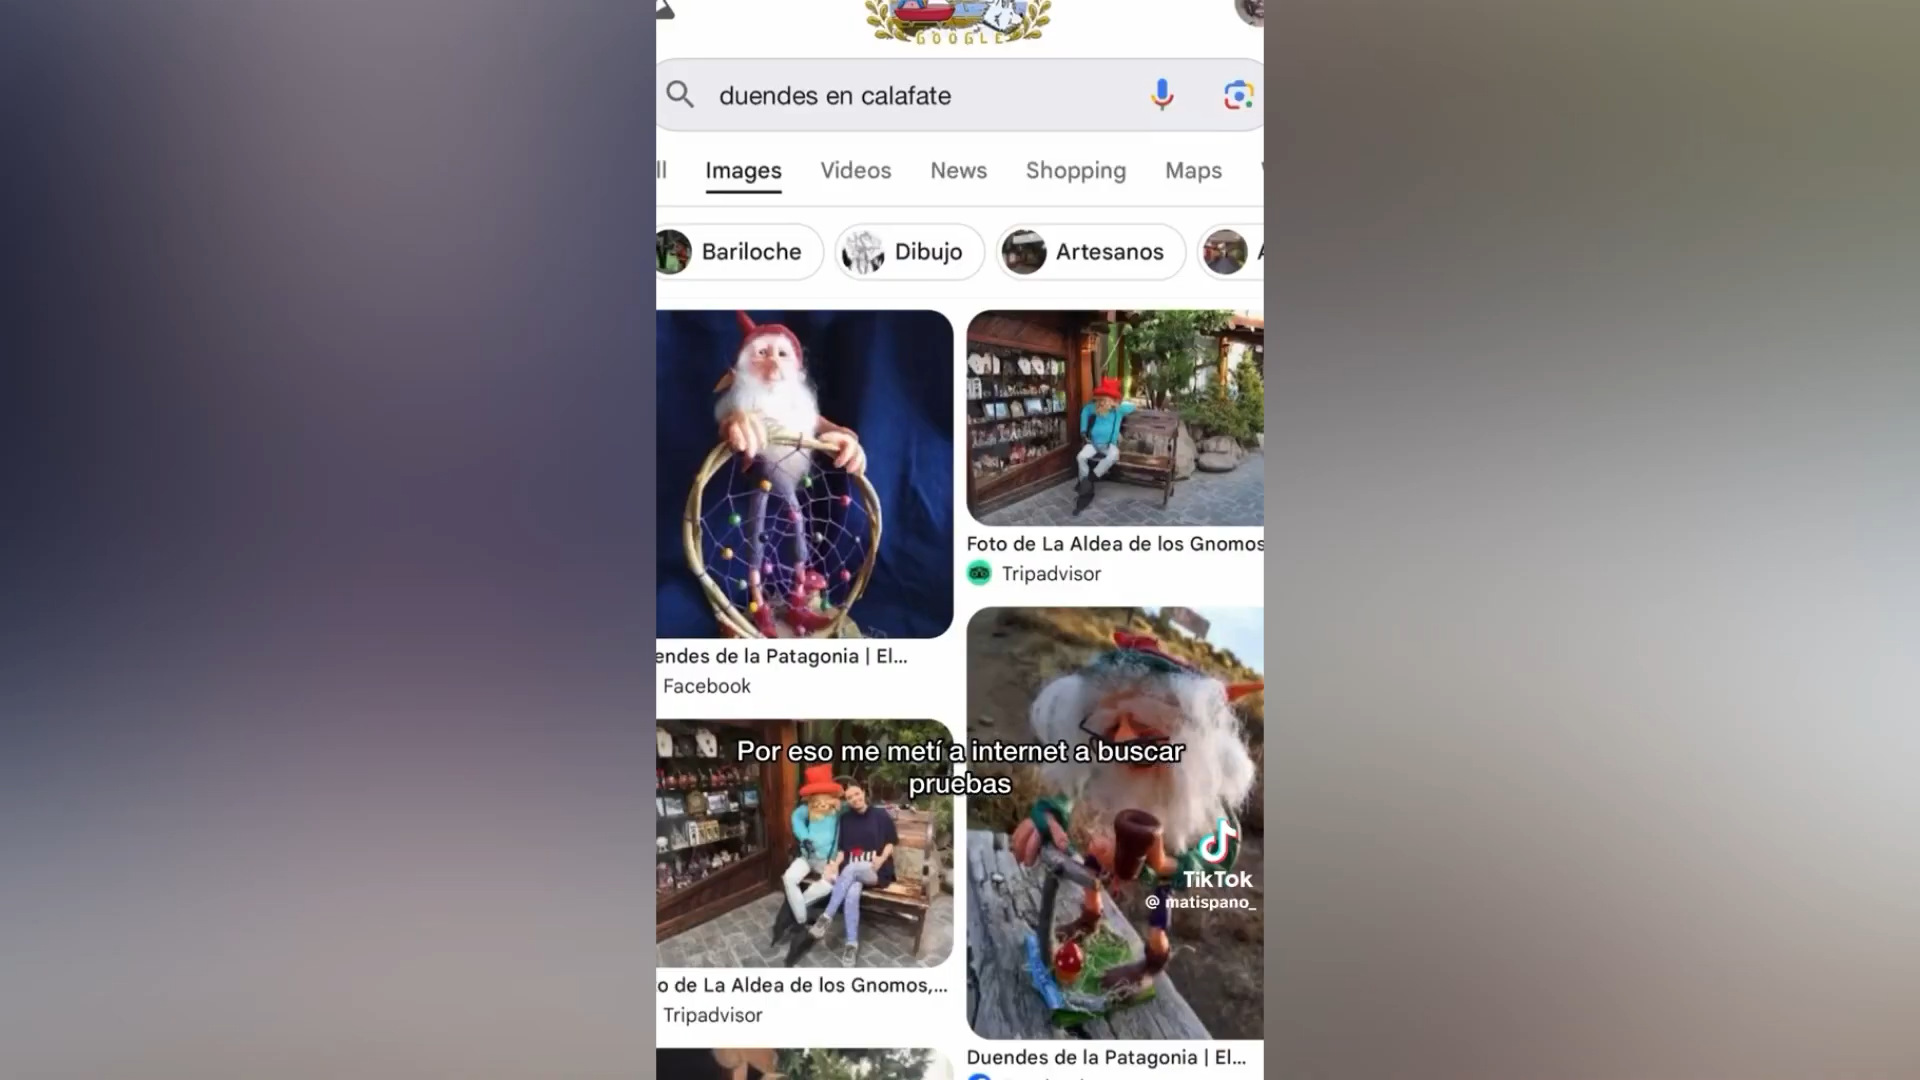 GOOGLE
duendes en calafate
ll Images Videos News Shopping Maps
Bariloche Dibujo Artesanos
Foto de La Aldea de los Gnomos
Tripadvisor
endes de la Patagonia | El...
Facebook
Por eso me metí a internet a buscar
pruebas
TikTok
@ matispano_
o de La Aldea de los Gnomos,...
Tripadvisor
Duendes de la Patagonia | El...